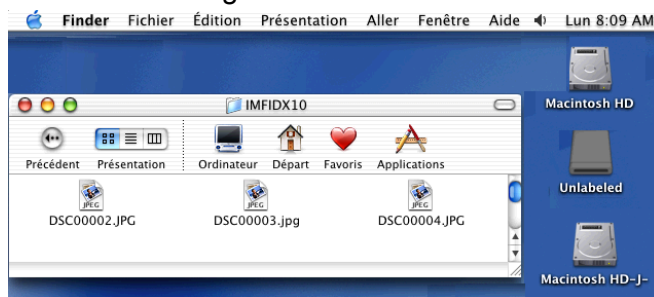 Finder Fichier Édition Présentation Aller Fenêtre Aide Lun 8:09 AM
IMFIDX10
Précédent Présentation Ordinateur Départ Favoris Applications
JPEG JPEG JPEG
DSC00002.JPG DSC00003.jpg DSC00004.JPG
Macintosh HD
Unlabeled
Macintosh HD-J-